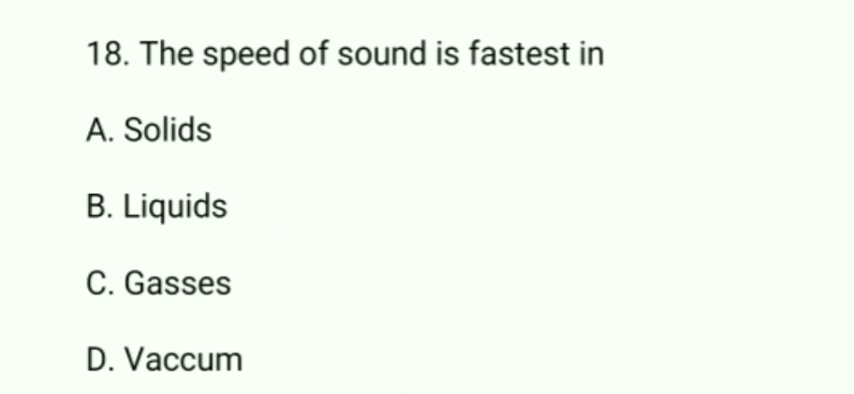 18. The speed of sound is fastest in
A. Solids
B. Liquids
C. Gasses
D. Vaccum